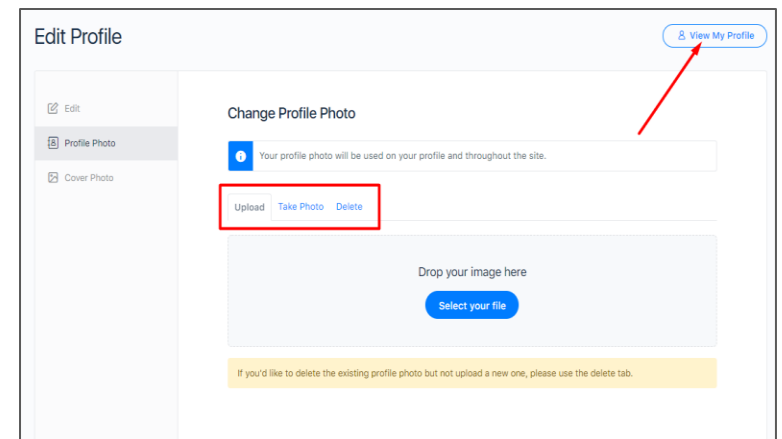 Edit Profile
View My Profile
Edit
Profile Photo
Cover Photo
Change Profile Photo
Your profile photo will be used on your profile and throughout the site.
Upload Take Photo Delete
Drop your image here
Select your file
If you'd like to delete the existing profile photo but not upload a new one, please use the delete tab.